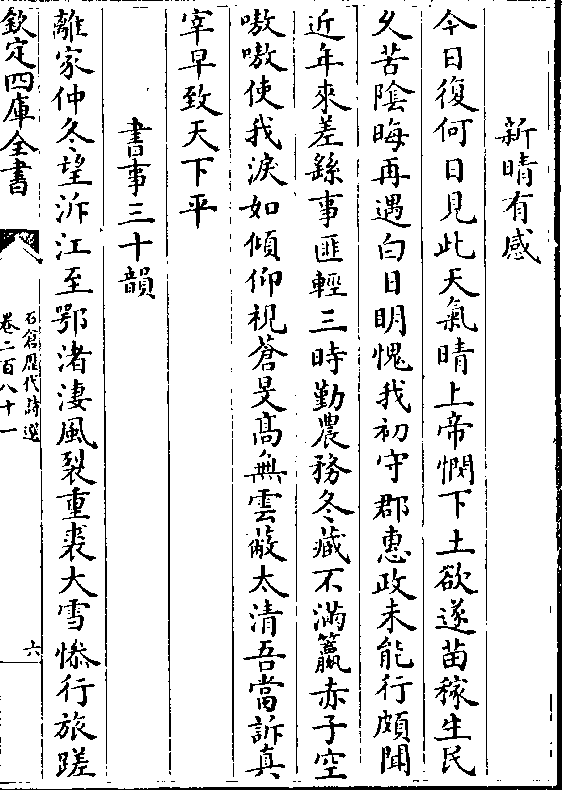 新晴有感
今日復何日見此天氣晴上帝憫下土欲遂苗稼生民
久苦陰晦再遇白日明愧我初守郡惠政未能行頗聞
近年來差繇事匪輕三時勤農務冬藏不滿籯赤子空
嗷嗷使我淚如傾仰視蒼旻髙無雲蔽太清吾當訴真
宰早致天下平
書事三十韻
離家仲冬望泝江至鄂渚淒風裂重裘大雪慘行旅蹉
欽定四庫全書
石倉歴代詩選
卷二百八十一
六